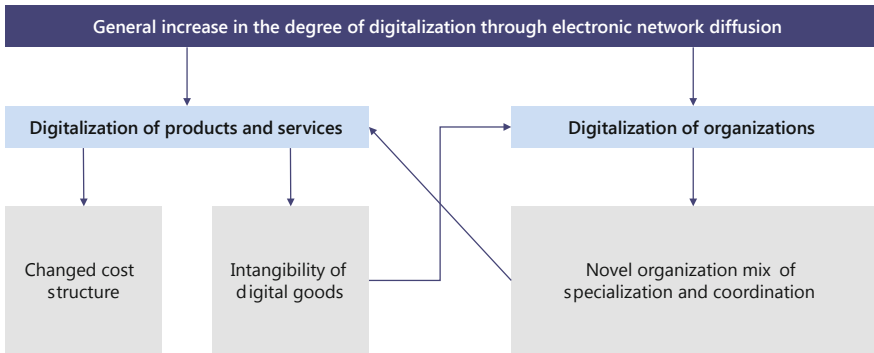 General increase in the degree of digitalization through electronic network diffusion
Digitalization of products and services
Digitalization of organizations
Changed cost
structure
Intangibility of
digital goods
Novel organization mix of
specialization and coordination